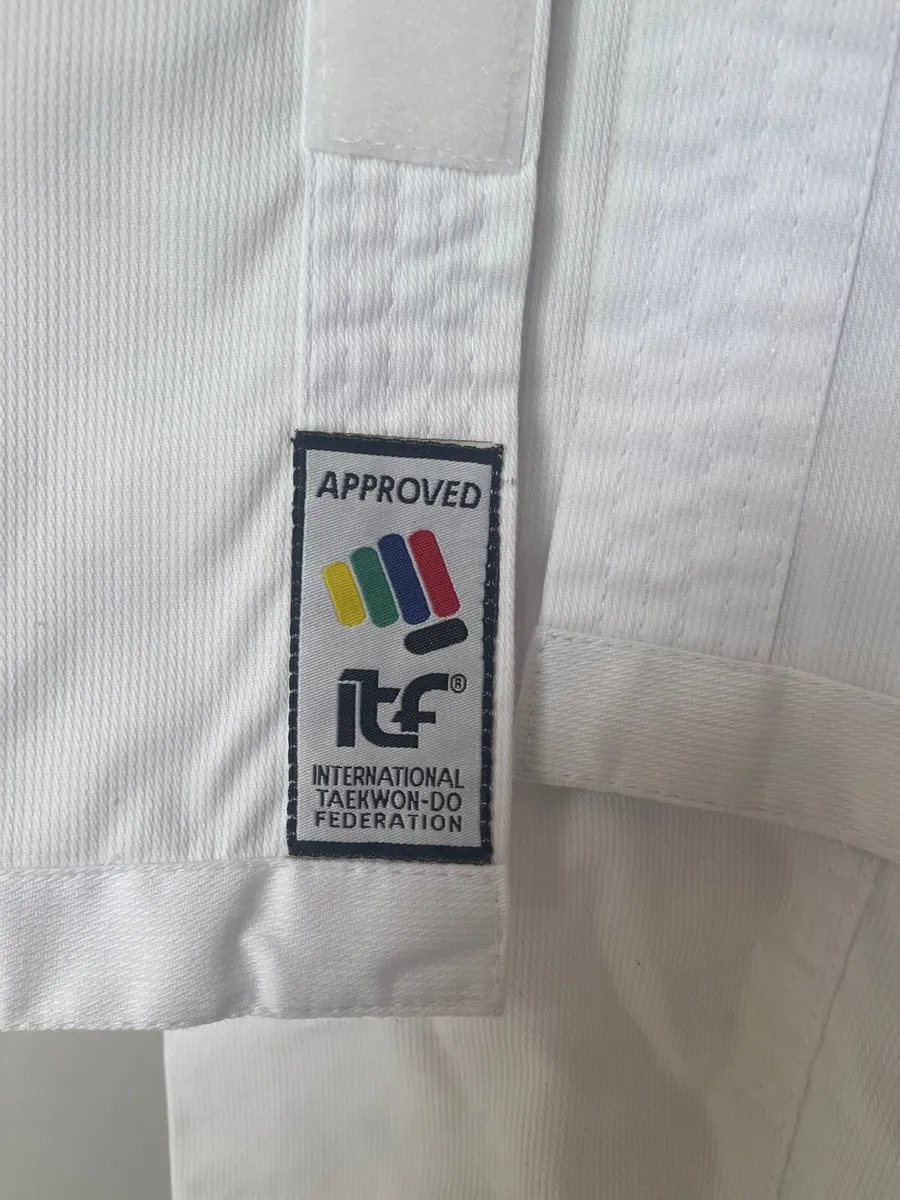 APPROVED
itf®
INTERNATIONAL
TAEKWON-DO
FEDERATION